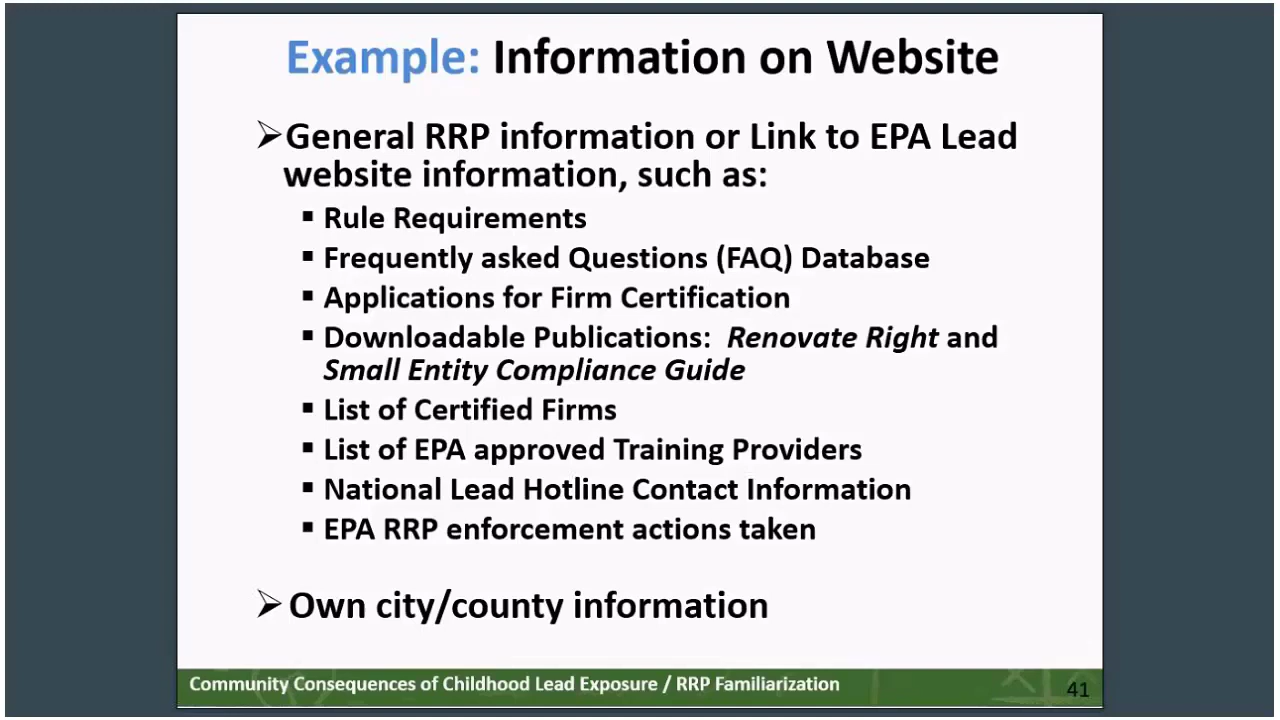 Example: Information on Website
➢General RRP information or Link to EPA Lead
website information, such as:
▪ Rule Requirements
▪ Frequently asked Questions (FAQ) Database
▪ Applications for Firm Certification
▪ Downloadable Publications: Renovate Right and
Small Entity Compliance Guide
▪ List of Certified Firms
▪ List of EPA approved Training Providers
▪ National Lead Hotline Contact Information
▪ EPA RRP enforcement actions taken
➢Own city/county information
Community Consequences of Childhood Lead Exposure / RRP Familiarization
41